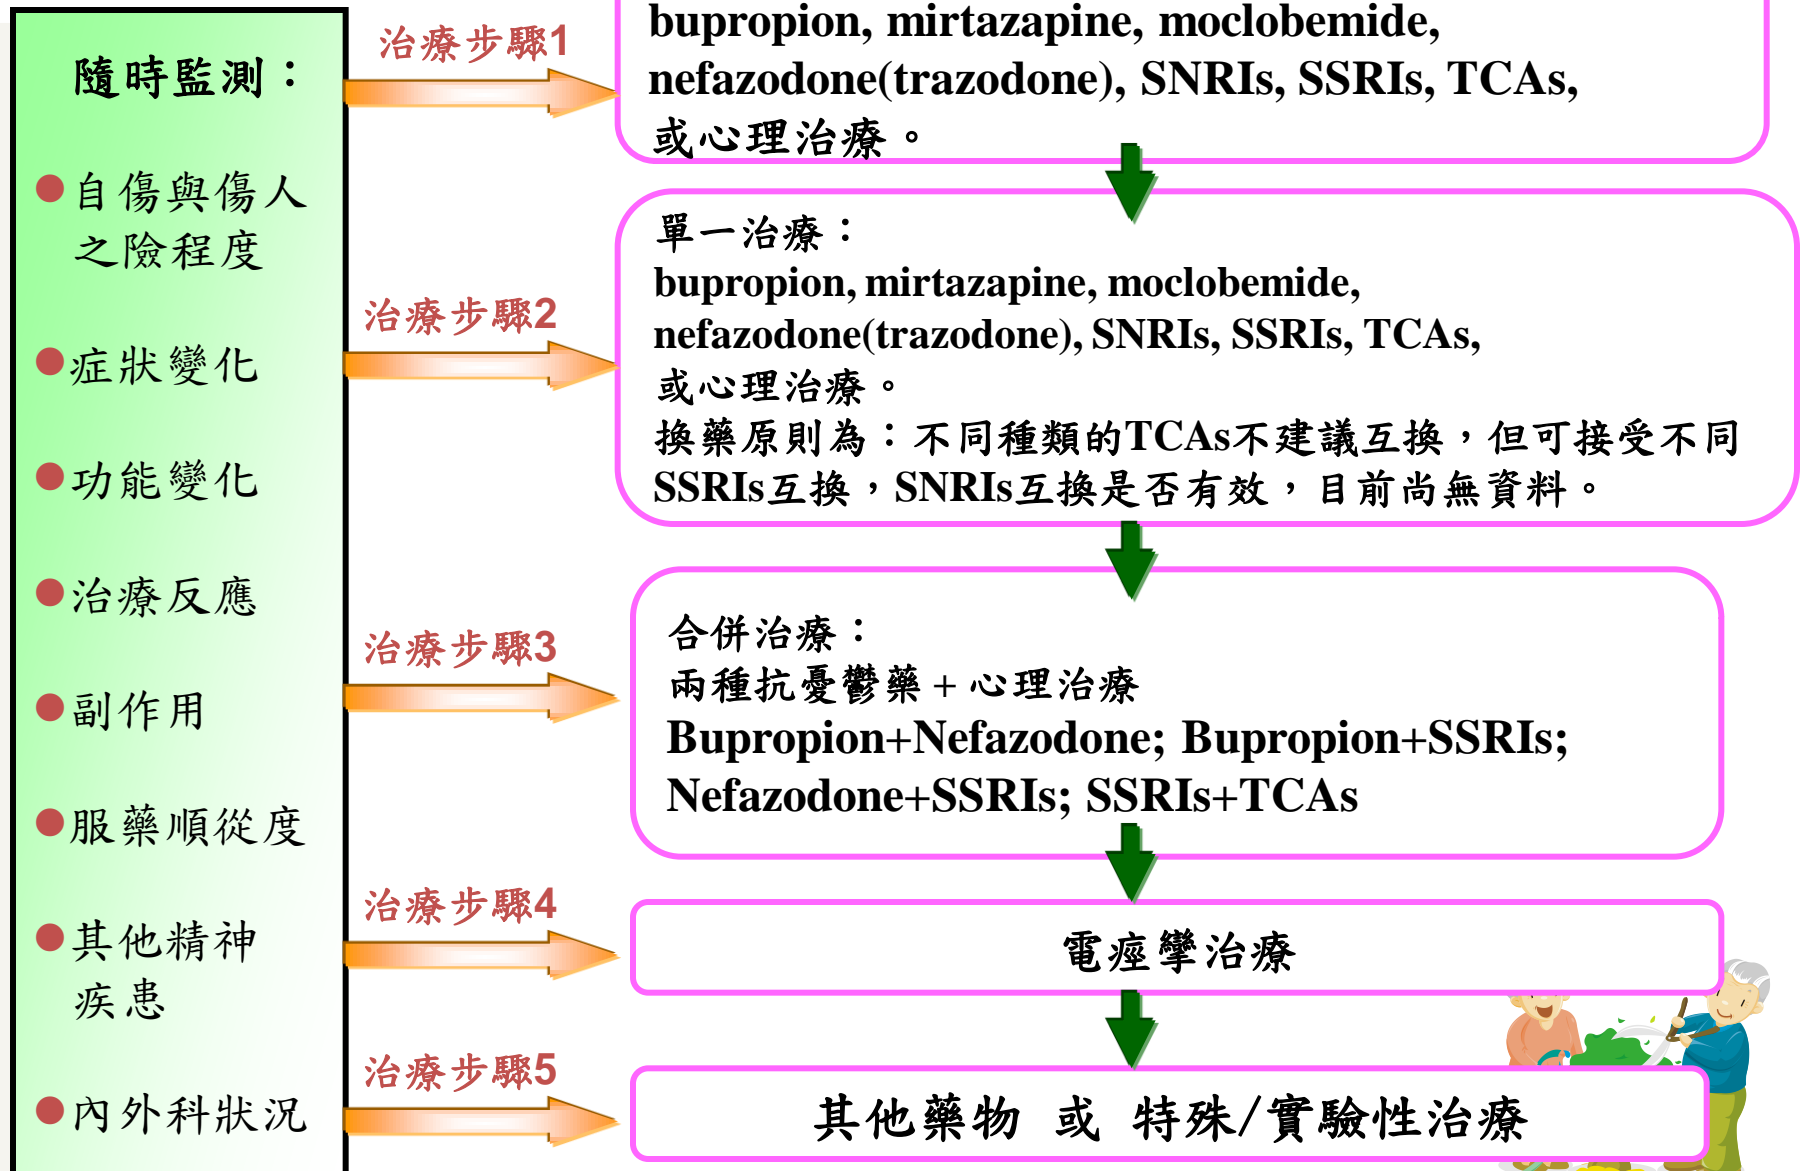 隨時監測：
●自傷與傷人
之險程度
●症狀變化
●功能變化
●治療反應
●副作用
●服藥順從度
●其他精神
疾患
●內外科狀況
治療步驟1
bupropion, mirtazapine, moclobemide,
nefazodone(trazodone), SNRIs, SSRIs, TCAs,
或心理治療。
治療步驟2
單一治療：
bupropion, mirtazapine, moclobemide,
nefazodone(trazodone), SNRIs, SSRIs, TCAs,
或心理治療。
換藥原則為：不同種類的TCAs不建議互換，但可接受不同
SSRIs互換，SNRIs互換是否有效，目前尚無資料。
治療步驟3
合併治療：
兩種抗憂鬱藥 + 心理治療
Bupropion+Nefazodone; Bupropion+SSRIs;
Nefazodone+SSRIs; SSRIs+TCAs
治療步驟4
電痙攣治療
治療步驟5
其他藥物 或 特殊/實驗性治療